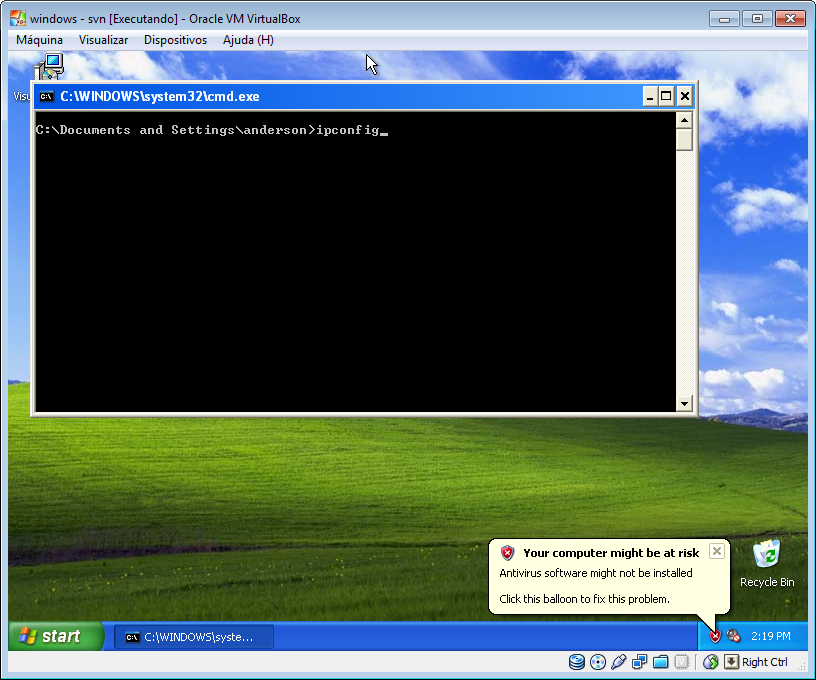 windows - svn [Executando] - Oracle VM VirtualBox
Máquina Visualizar Dispositivos Ajuda (H)
C:\WINDOWS\system32\cmd.exe
C:\Documents and Settings\anderson>ipconfig_
Your computer might be at risk
Antivirus software might not be installed
Click this balloon to fix this problem.
Recycle Bin
start
C:\WINDOWS\syste...
2:19 PM
Right Ctrl